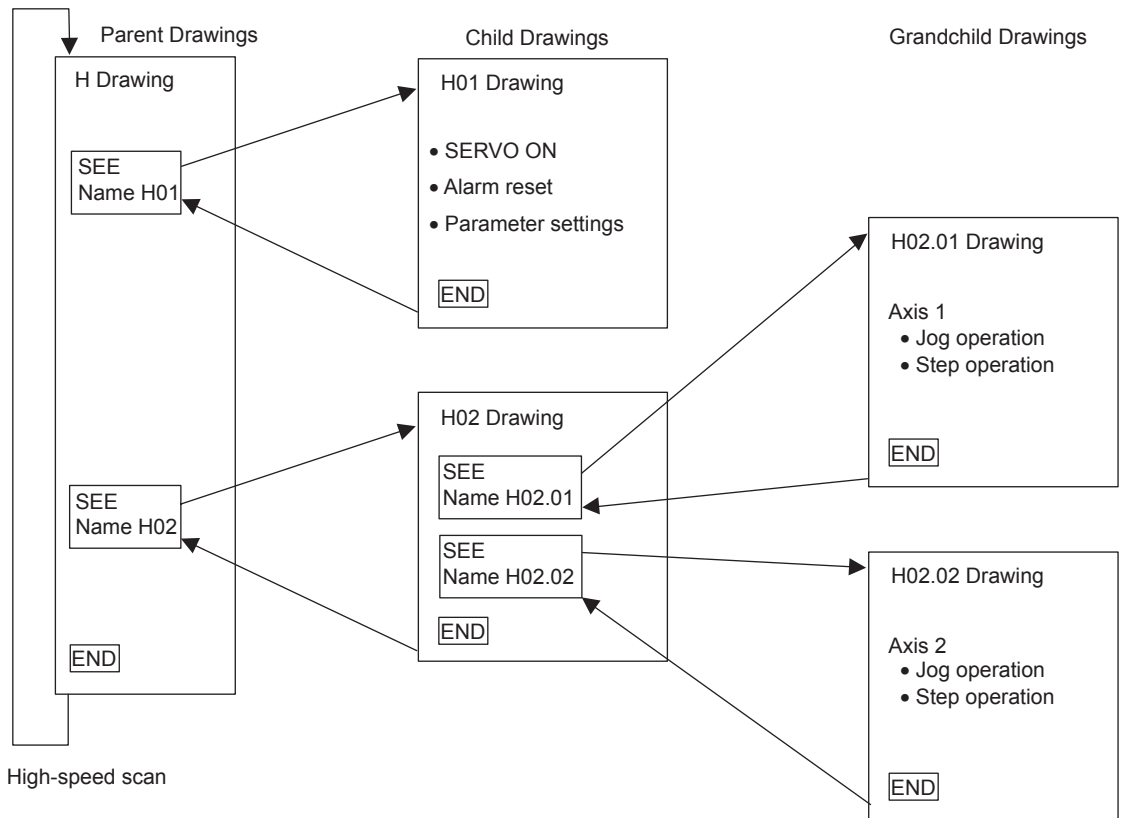 Parent Drawings
Child Drawings
Grandchild Drawings
H Drawing
SEE
Name H01
SEE
Name H02
END
High-speed scan
H01 Drawing
• SERVO ON
• Alarm reset
• Parameter settings
END
H02 Drawing
SEE
Name H02.01
SEE
Name H02.02
END
H02.01 Drawing
Axis 1
• Jog operation
• Step operation
END
H02.02 Drawing
Axis 2
• Jog operation
• Step operation
END